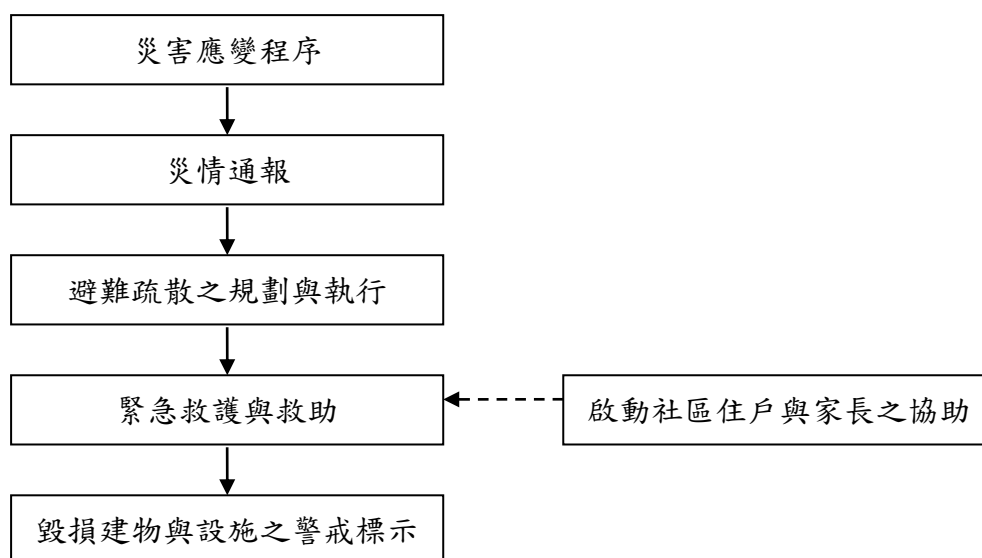 災害應變程序
災情通報
避難疏散之規劃與執行
緊急救護與救助
啟動社區住戶與家長之協助
毀損建物與設施之警戒標示